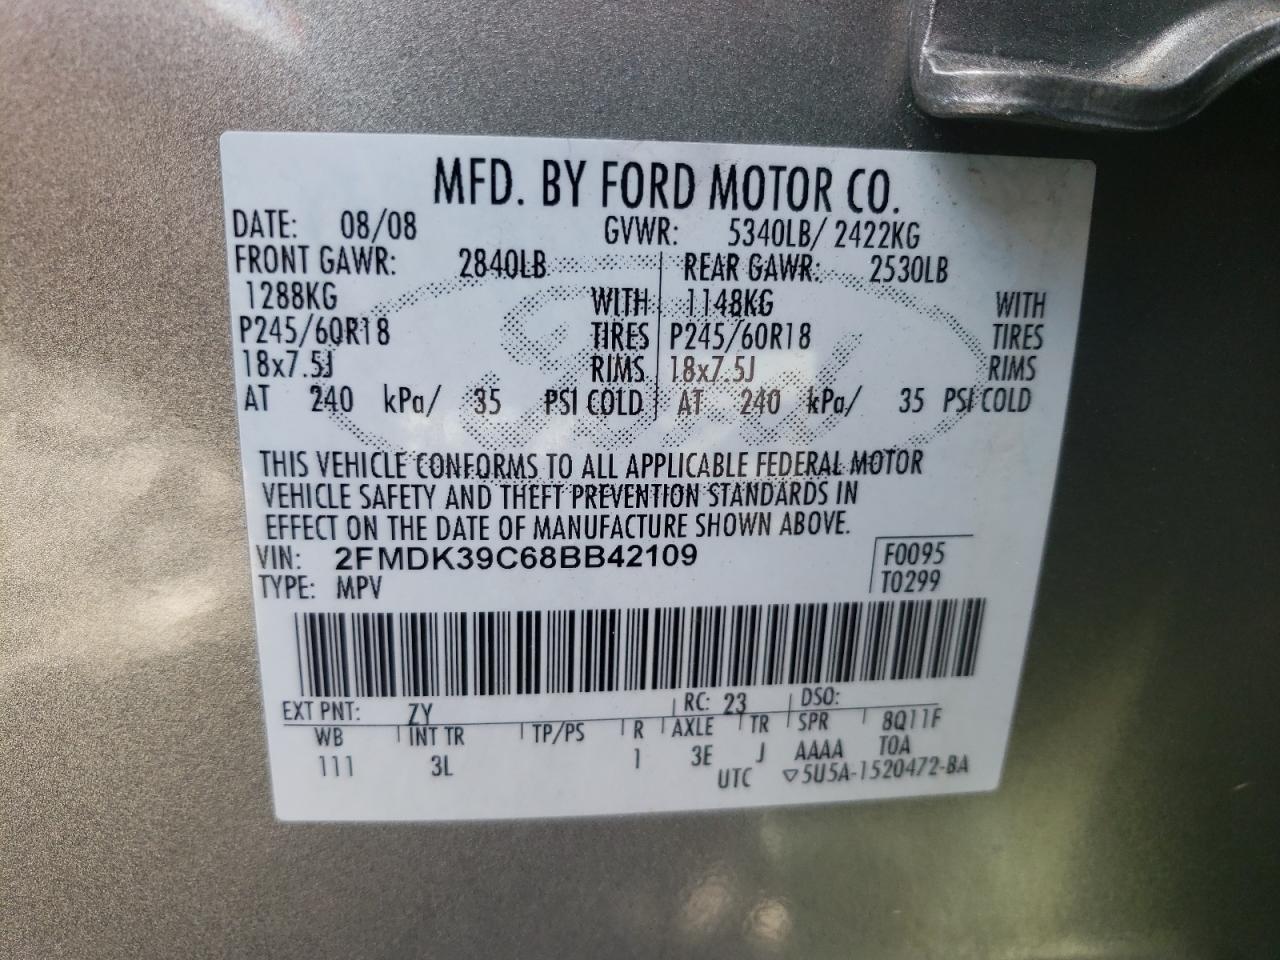 MFD. BY FORD MOTOR CO.
DATE: 08/08 GVWR: 5340LB/ 2422KG
FRONT GAWR: 2840LB REAR GAWR: 2530LB
1288KG WITH 1148KG WITH
P245/60R18 TIRES P245/60R18 TIRES
18x7.5J RIMS 18x7.5J RIMS
AT 240 kPa/ 35 PSI COLD AT 240 kPa/ 35 PSI COLD
THIS VEHICLE CONFORMS TO ALL APPLICABLE FEDERAL MOTOR
VEHICLE SAFETY AND THEFT PREVENTION STANDARDS IN
EFFECT ON THE DATE OF MANUFACTURE SHOWN ABOVE.
VIN: 2FMDK39C68BB42109 F0095
TYPE: MPV T0299
EXT PNT: ZY RC: 23 DSO:
WB INT TR TP/PS R AXLE TR SPR 8Q11F
111 3L 1 3E J AAAA TOA
UTC ▽5U5A-1520472-BA